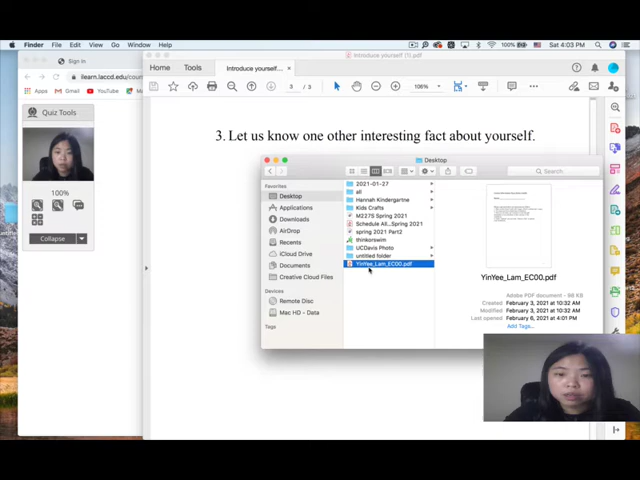 Finder File Edit View Go Window Help 100% Sat 4:03 PM
Sign In
Introduce yourself (1).pdf
ilearn.laccd.edu/cour
Home Tools Introduce yourself...
Apps Gmail YouTube
3 / 3 106%
Quiz Tools
100%
Collapse
3. Let us know one other interesting fact about yourself.
Desktop
Search
Favorites
Desktop
Applications
Downloads
AirDrop
Recents
iCloud Drive
Documents
Creative Cloud Files
Devices
Remote Disc
Mac HD - Data
Tags
2021-01-27
all
Hannah Kindergartne
Kids Crafts
M227S Spring 2021
Schedule All...Spring 2021
spring 2021 Part2
thinkorswim
UCDavis Photo
untitled folder
YinYee_Lam_EC00.pdf
YinYee_Lam_EC00.pdf
Adobe PDF document - 98 KB
Created February 3, 2021 at 10:32 AM
Modified February 3, 2021 at 10:32 AM
Last opened February 6, 2021 at 4:01 PM
Add Tags...